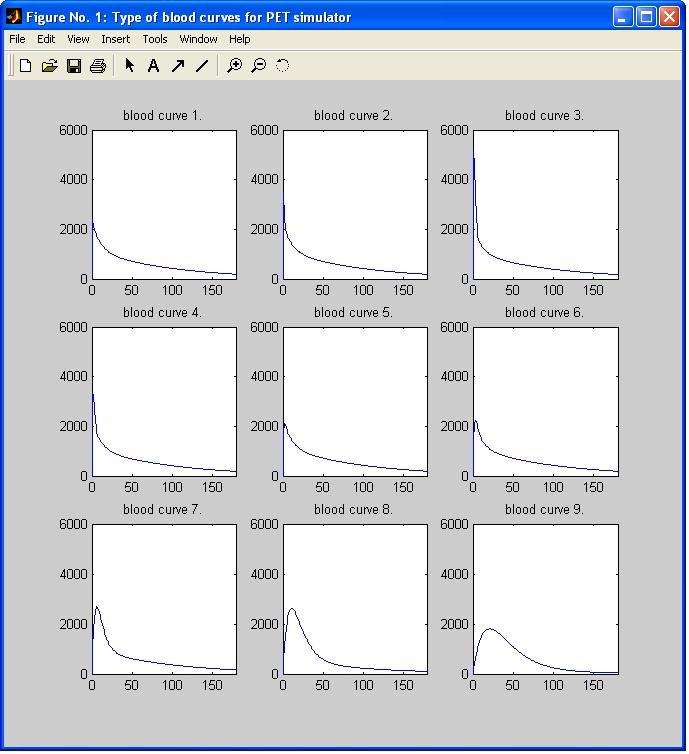 Figure No. 1: Type of blood curves for PET simulator
File Edit View Insert Tools Window Help
blood curve 1. blood curve 2. blood curve 3.
6000 6000 6000
4000 4000 4000
2000 2000 2000
0 0 0
0 50 100 150 0 50 100 150 0 50 100 150
blood curve 4. blood curve 5. blood curve 6.
6000 6000 6000
4000 4000 4000
2000 2000 2000
0 0 0
0 50 100 150 0 50 100 150 0 50 100 150
blood curve 7. blood curve 8. blood curve 9.
6000 6000 6000
4000 4000 4000
2000 2000 2000
0 0 0
0 50 100 150 0 50 100 150 0 50 100 150